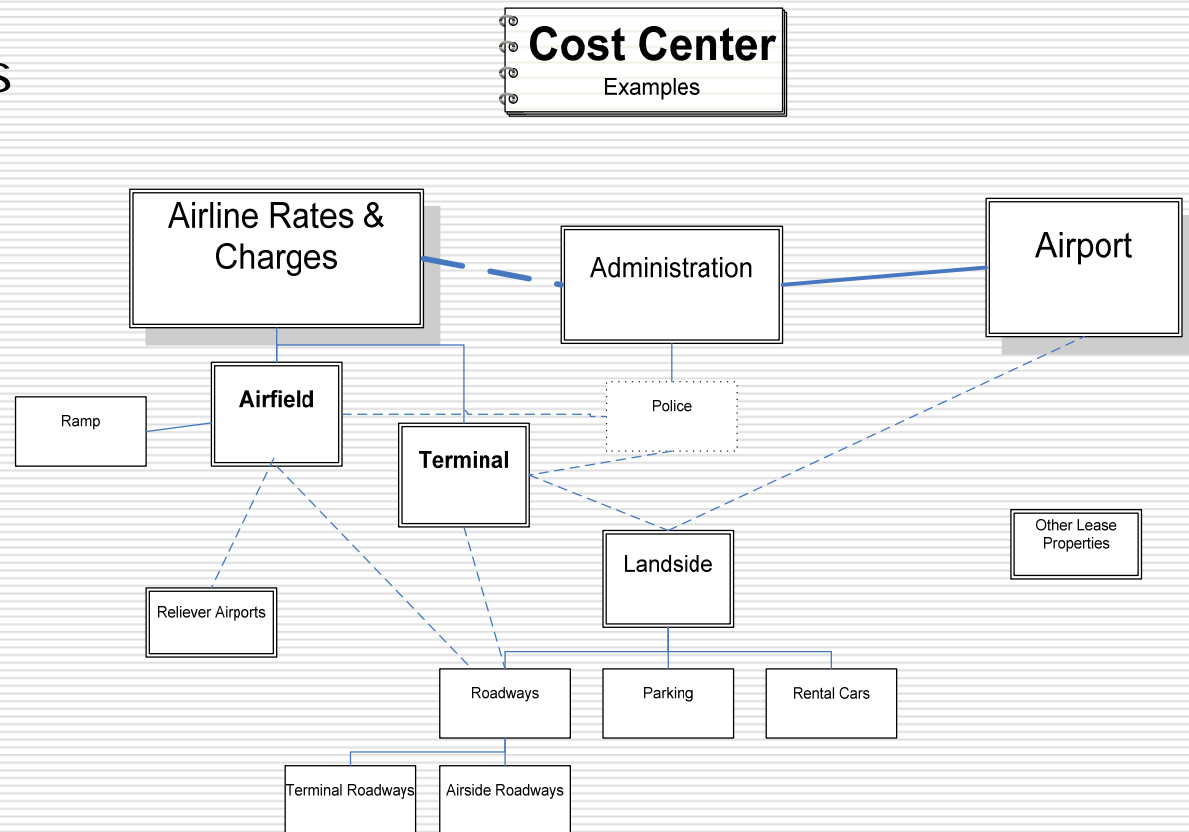 s
Cost Center
Examples
Airline Rates &
Charges
Administration
Airport
Airfield
Ramp
Police
Terminal
Other Lease
Properties
Landside
Reliever Airports
Roadways
Parking
Rental Cars
Terminal Roadways
Airside Roadways